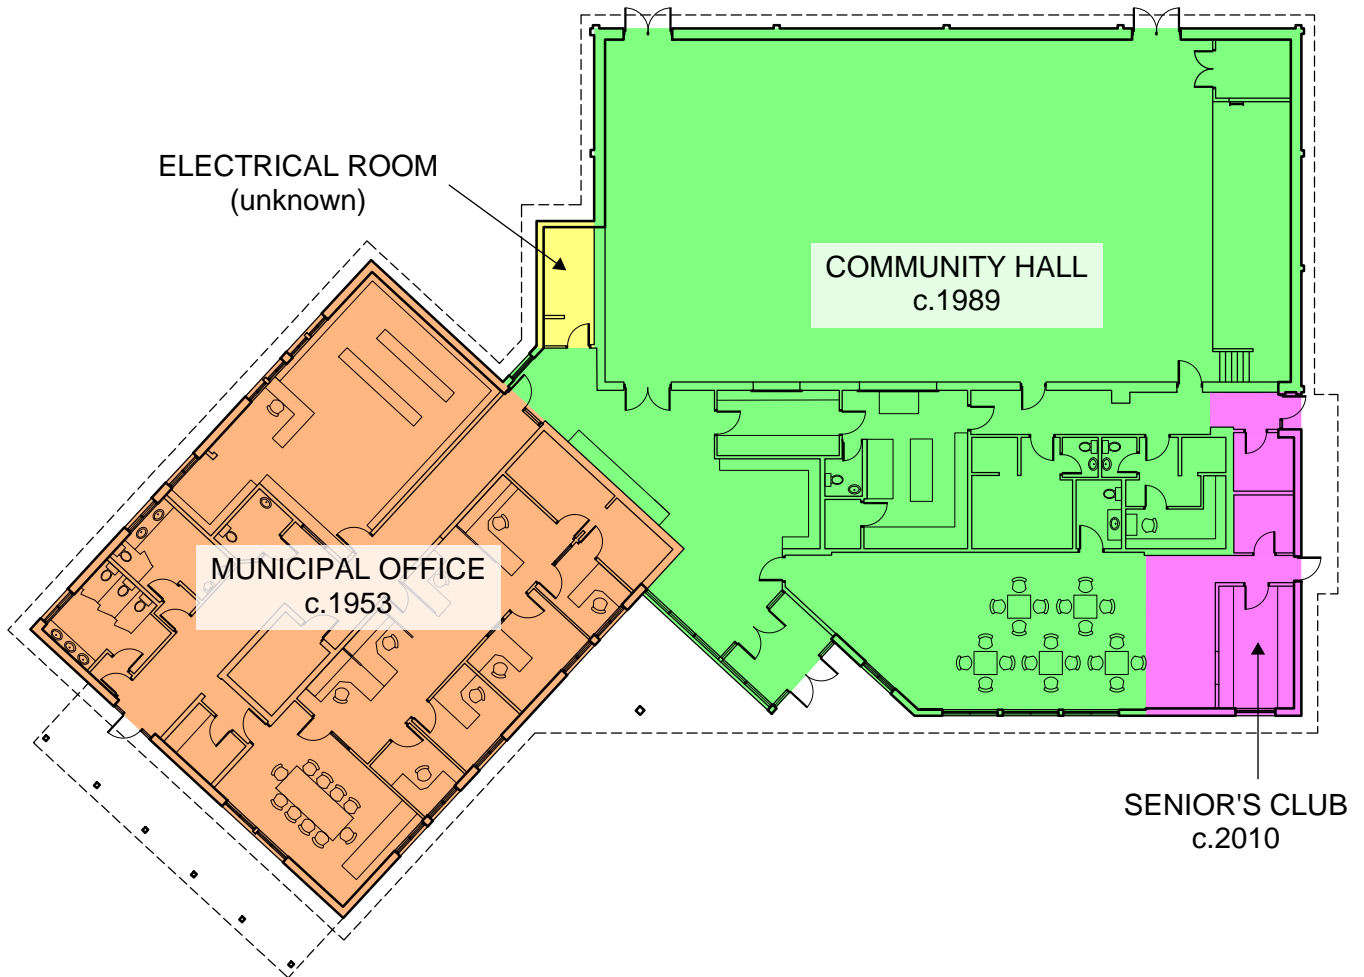 ELECTRICAL ROOM
(unknown)
COMMUNITY HALL
c.1989
MUNICIPAL OFFICE
c.1953
SENIOR'S CLUB
c.2010